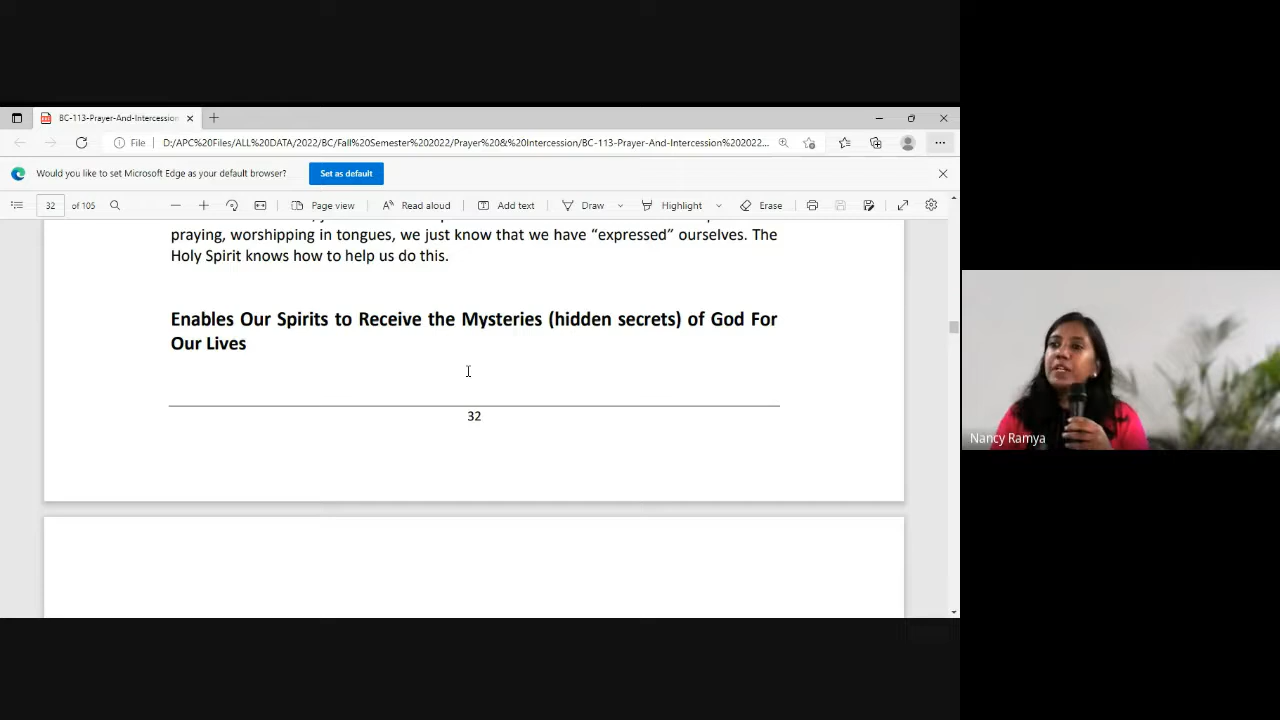 BC-113-Prayer-And-Intercession
File
D:/APC%20Files/ALL%20DATA/2022/BC/Fall%20Semester%202022/Prayer%20&%20Intercession/BC-113-Prayer-And-Intercession%202022...
Would you like to set Microsoft Edge as your default browser?
Set as default
32 of 105
Page view
Read aloud
Add text
Draw
Highlight
Erase
praying, worshipping in tongues, we just know that we have “expressed” ourselves. The
Holy Spirit knows how to help us do this.
Enables Our Spirits to Receive the Mysteries (hidden secrets) of God For
Our Lives
32
Nancy Ramya